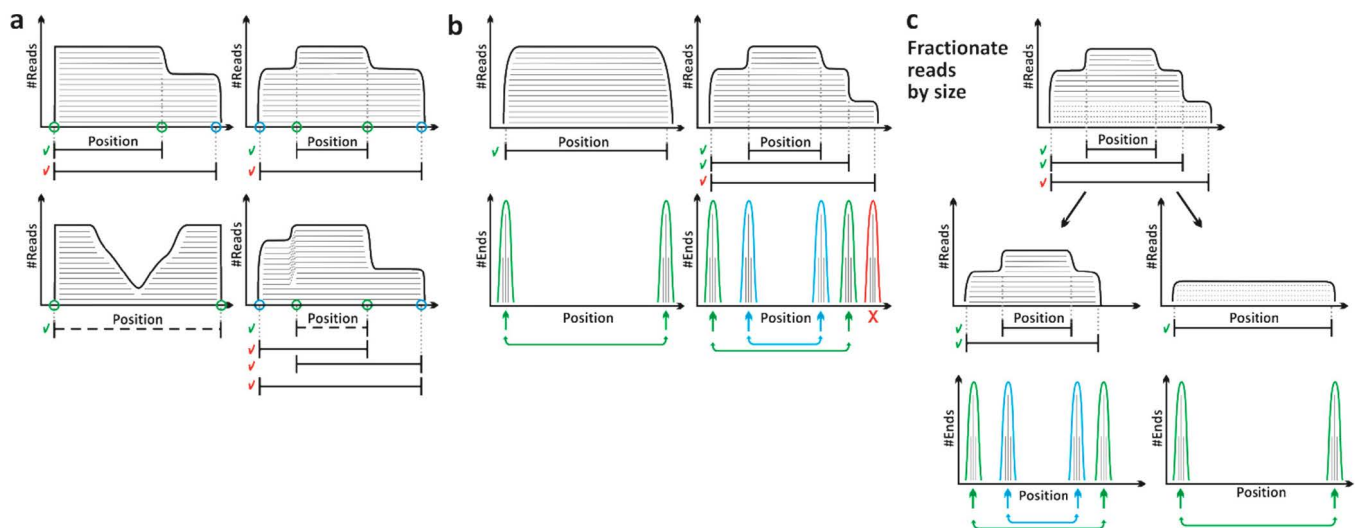 a
#Reads
Position
#Reads
Position
#Reads
Position
#Reads
Position
b
#Reads
Position
#Reads
Position
#Ends
Position
#Ends
Position
X
c
Fractionate
reads
by size
#Reads
Position
#Reads
Position
#Reads
Position
#Ends
Position
#Ends
Position